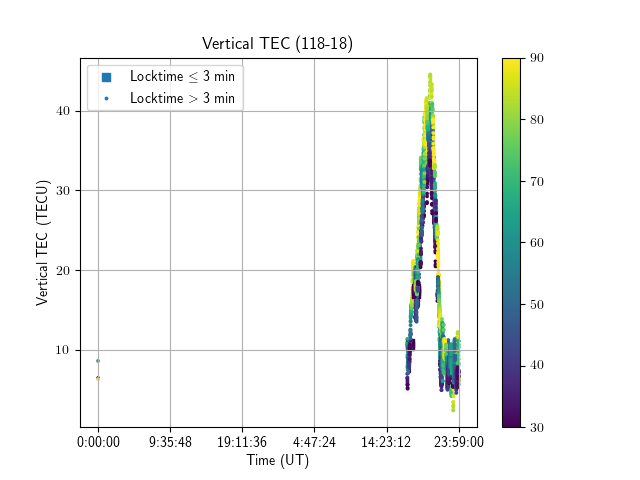 Vertical TEC (118-18)
Locktime ≤ 3 min
Locktime > 3 min
Vertical TEC (TECU)
40
30
20
10
0:00:00 9:35:48 19:11:36 4:47:24 14:23:12 23:59:00
Time (UT)
90
80
70
60
50
40
30